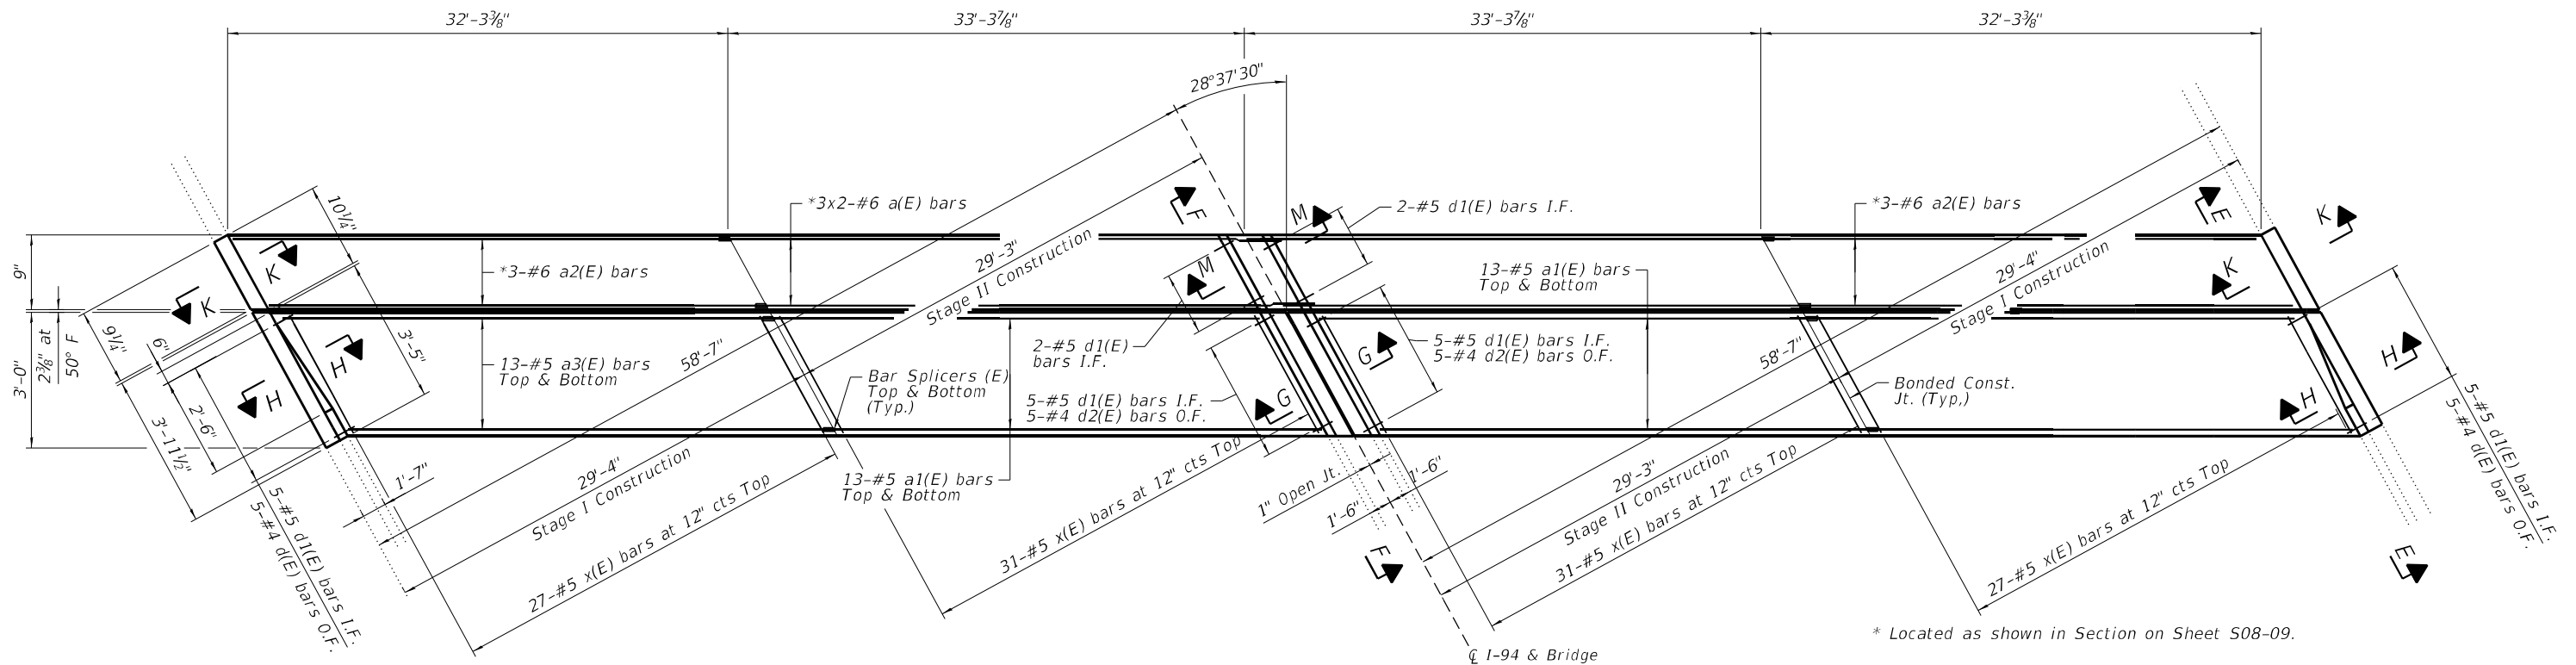 32'-3⅜"
33'-3⅞"
33'-3⅞"
32'-3⅜"
28°37'30"
10¼"
*3x2-#6 a(E) bars
2-#5 d1(E) bars I.F.
*3-#6 a2(E) bars
F
M
E
K
9"
K
*3-#6 a2(E) bars
29'-3"
Stage II Construction
M
13-#5 a1(E) bars
Top & Bottom
29'-4"
Stage I Construction
K
K
2⅜" at
50° F
3'-0"
9¼"
6"
3'-5"
H
58'-7"
2-#5 d1(E)
bars I.F.
G
5-#5 d1(E) bars I.F.
5-#4 d2(E) bars O.F.
58'-7"
H
13-#5 a3(E) bars
Top & Bottom
Bar Splicers (E)
Top & Bottom
(Typ.)
5-#5 d1(E) bars I.F.
5-#4 d2(E) bars O.F.
G
Bonded Const.
Jt. (Typ,)
H
H
2'-6"
3'-11½"
1'-7"
29'-4"
Stage I Construction
13-#5 a1(E) bars
Top & Bottom
1" Open Jt.
1'-6"
1'-6"
29'-3"
Stage II Construction
5-#5 d1(E) bars I.F.
5-#4 d(E) bars O.F.
5-#5 d1(E) bars I.F.
5-#4 d(E) bars O.F.
27-#5 x(E) bars at 12" cts Top
31-#5 x(E) bars at 12" cts Top
F
31-#5 x(E) bars at 12" cts Top
27-#5 x(E) bars at 12" cts Top
E
* Located as shown in Section on Sheet S08-09.
℄ I-94 & Bridge